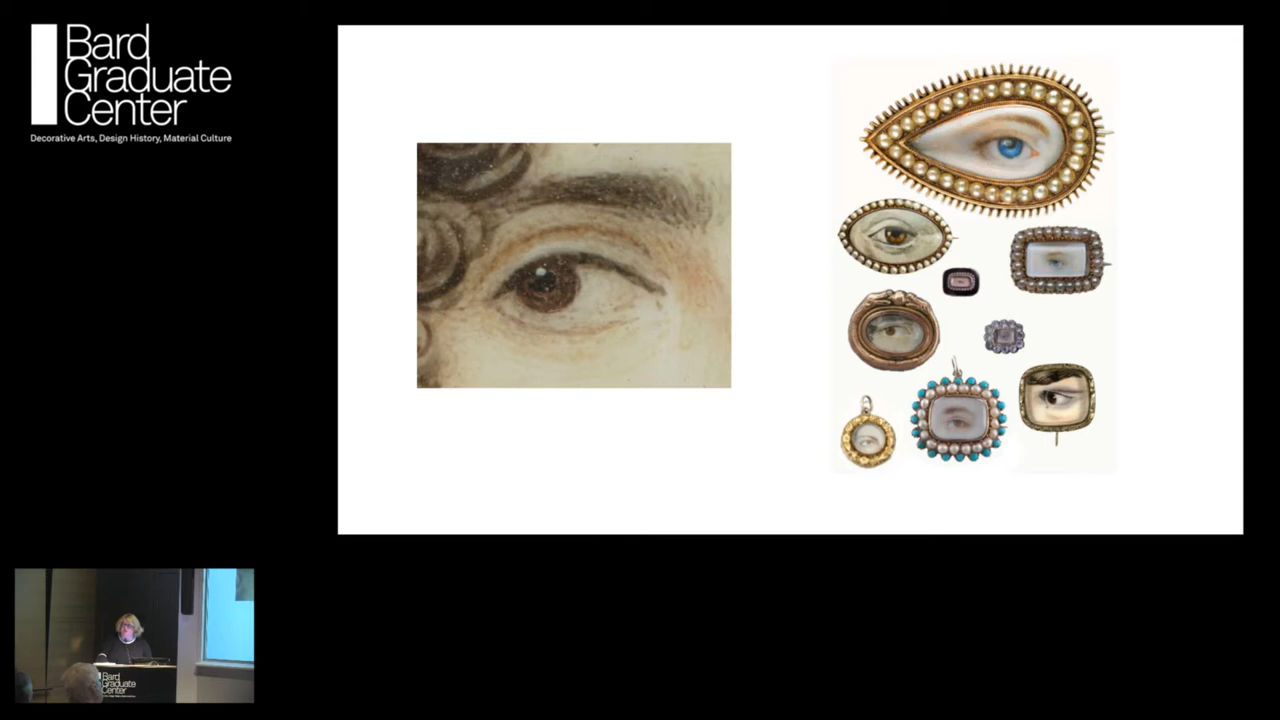 Bard
Graduate
Center
Decorative Arts, Design History, Material Culture
Bard
Graduate
Center